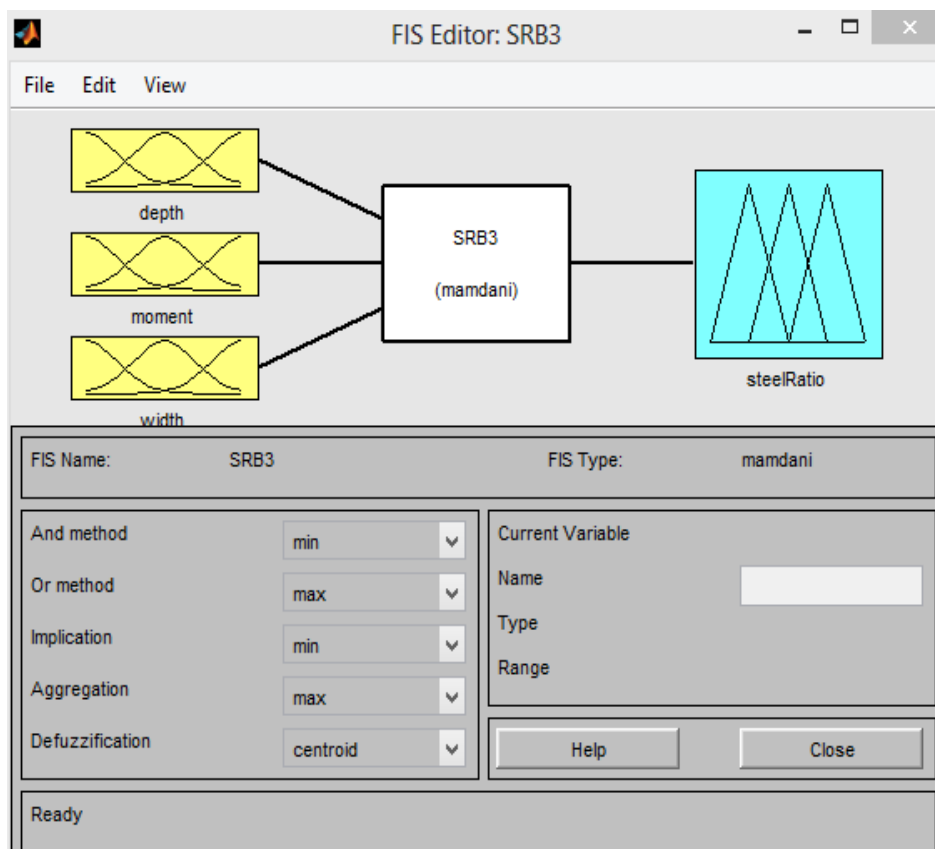 FIS Editor: SRB3
File Edit View
depth
moment
width
SRB3
(mamdani)
steelRatio
FIS Name: SRB3 FIS Type: mamdani
And method min
Or method max
Implication min
Aggregation max
Defuzzification centroid
Current Variable
Name
Type
Range
Help Close
Ready